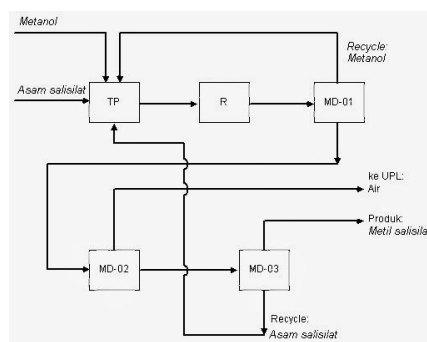 Metanol
Recycle:
Metanol
Asam salisilat
TP
R
MD-01
ke UPL:
Air
Produk:
Metil salisila
MD-02
MD-03
Recycle:
Asam salisilat